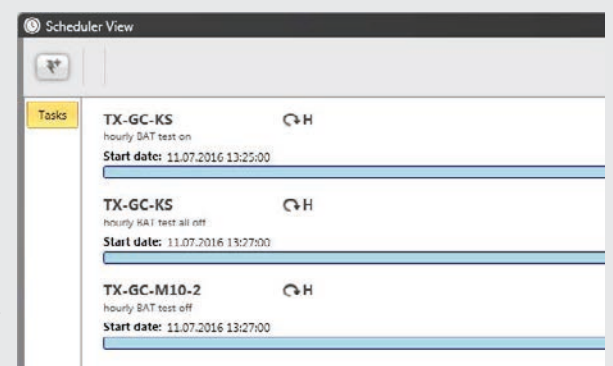 Scheduler View
Tasks
TX-GC-KS H
hourly BAT test on
Start date: 11.07.2016 13:25:00
TX-GC-KS H
hourly BAT test all off
Start date: 11.07.2016 13:27:00
TX-GC-M10-2 H
hourly BAT test off
Start date: 11.07.2016 13:27:00